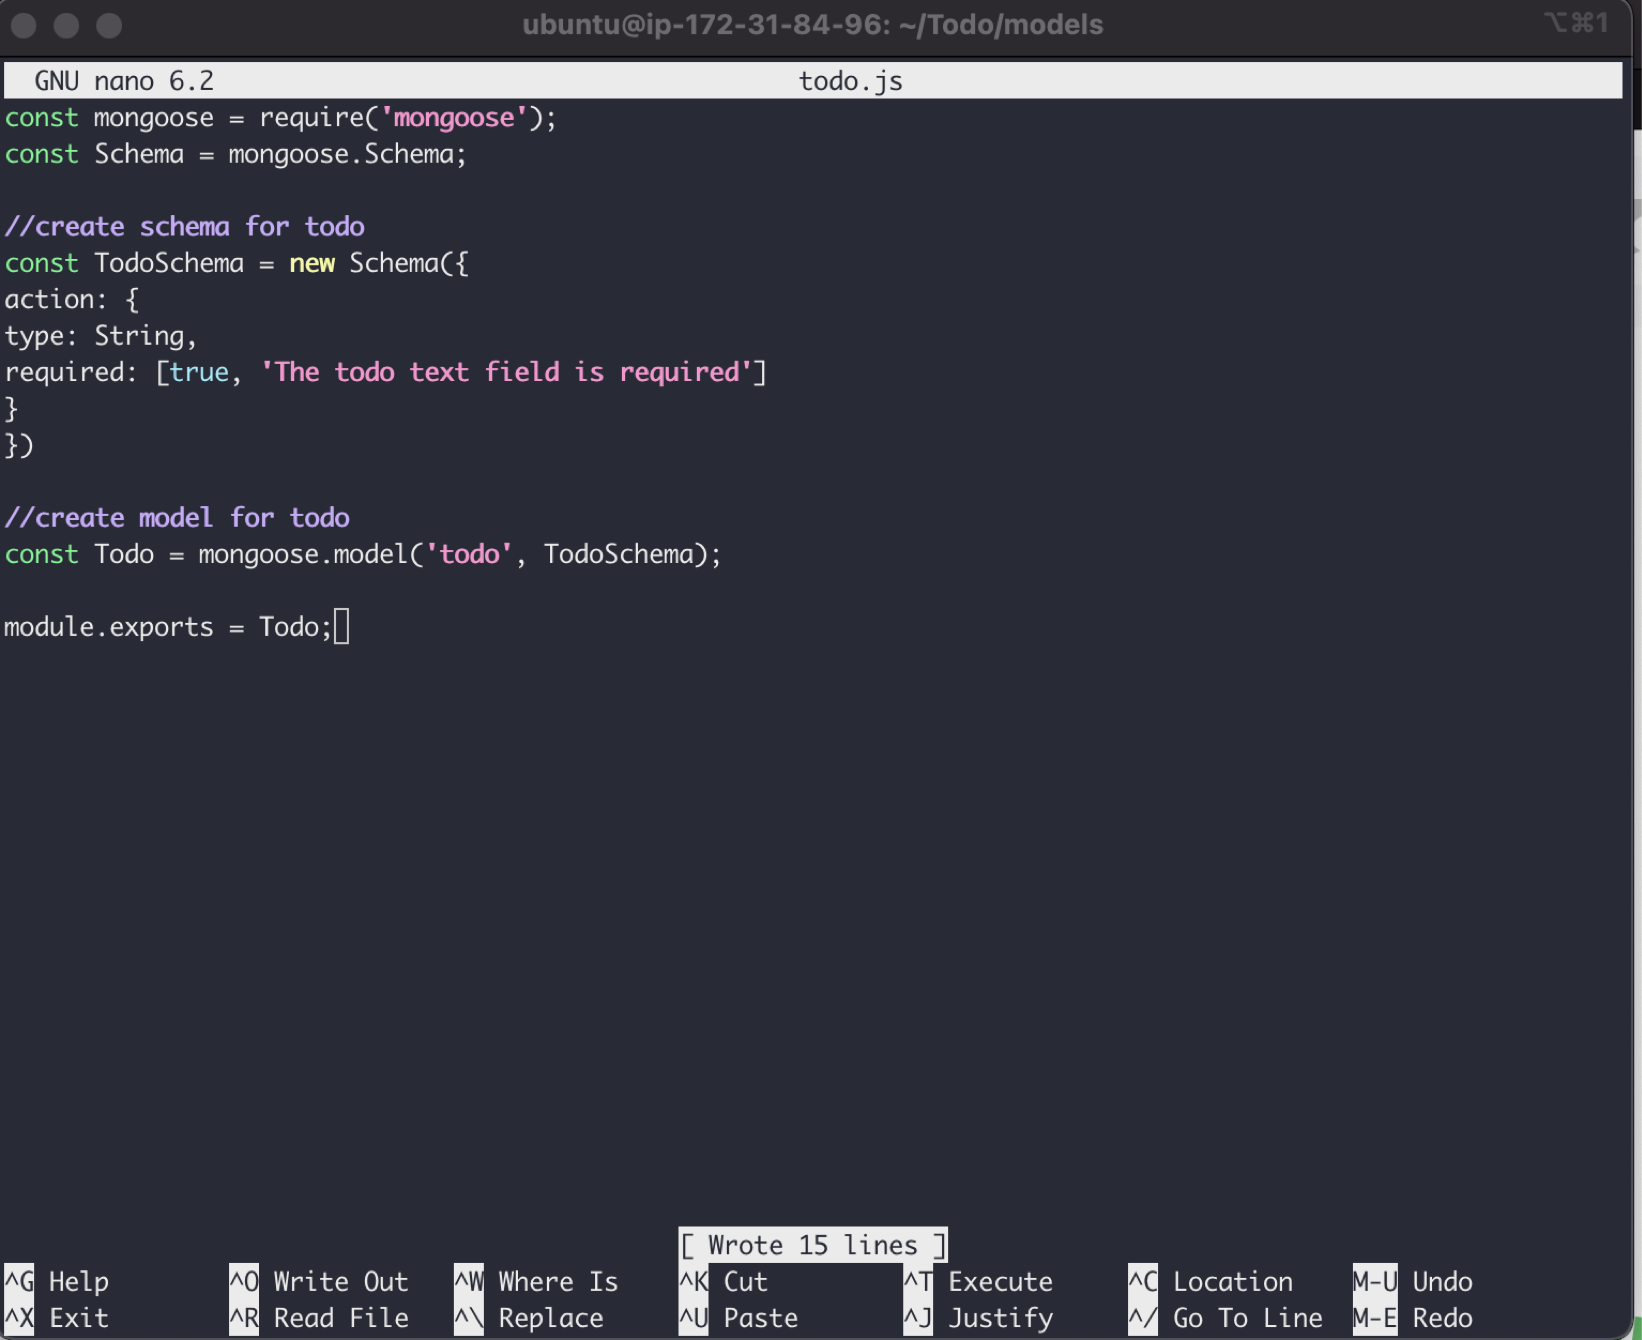 ubuntu@ip-172-31-84-96: ~/Todo/models ⌥⌘1
GNU nano 6.2 todo.js
const mongoose = require('mongoose');
const Schema = mongoose.Schema;
//create schema for todo
const TodoSchema = new Schema({
action: {
type: String,
required: [true, 'The todo text field is required']
}
})
//create model for todo
const Todo = mongoose.model('todo', TodoSchema);
module.exports = Todo;
[ Wrote 15 lines ]
^G Help ^O Write Out ^W Where Is ^K Cut ^T Execute ^C Location M-U Undo
^X Exit ^R Read File ^\ Replace ^U Paste ^J Justify ^/ Go To Line M-E Redo